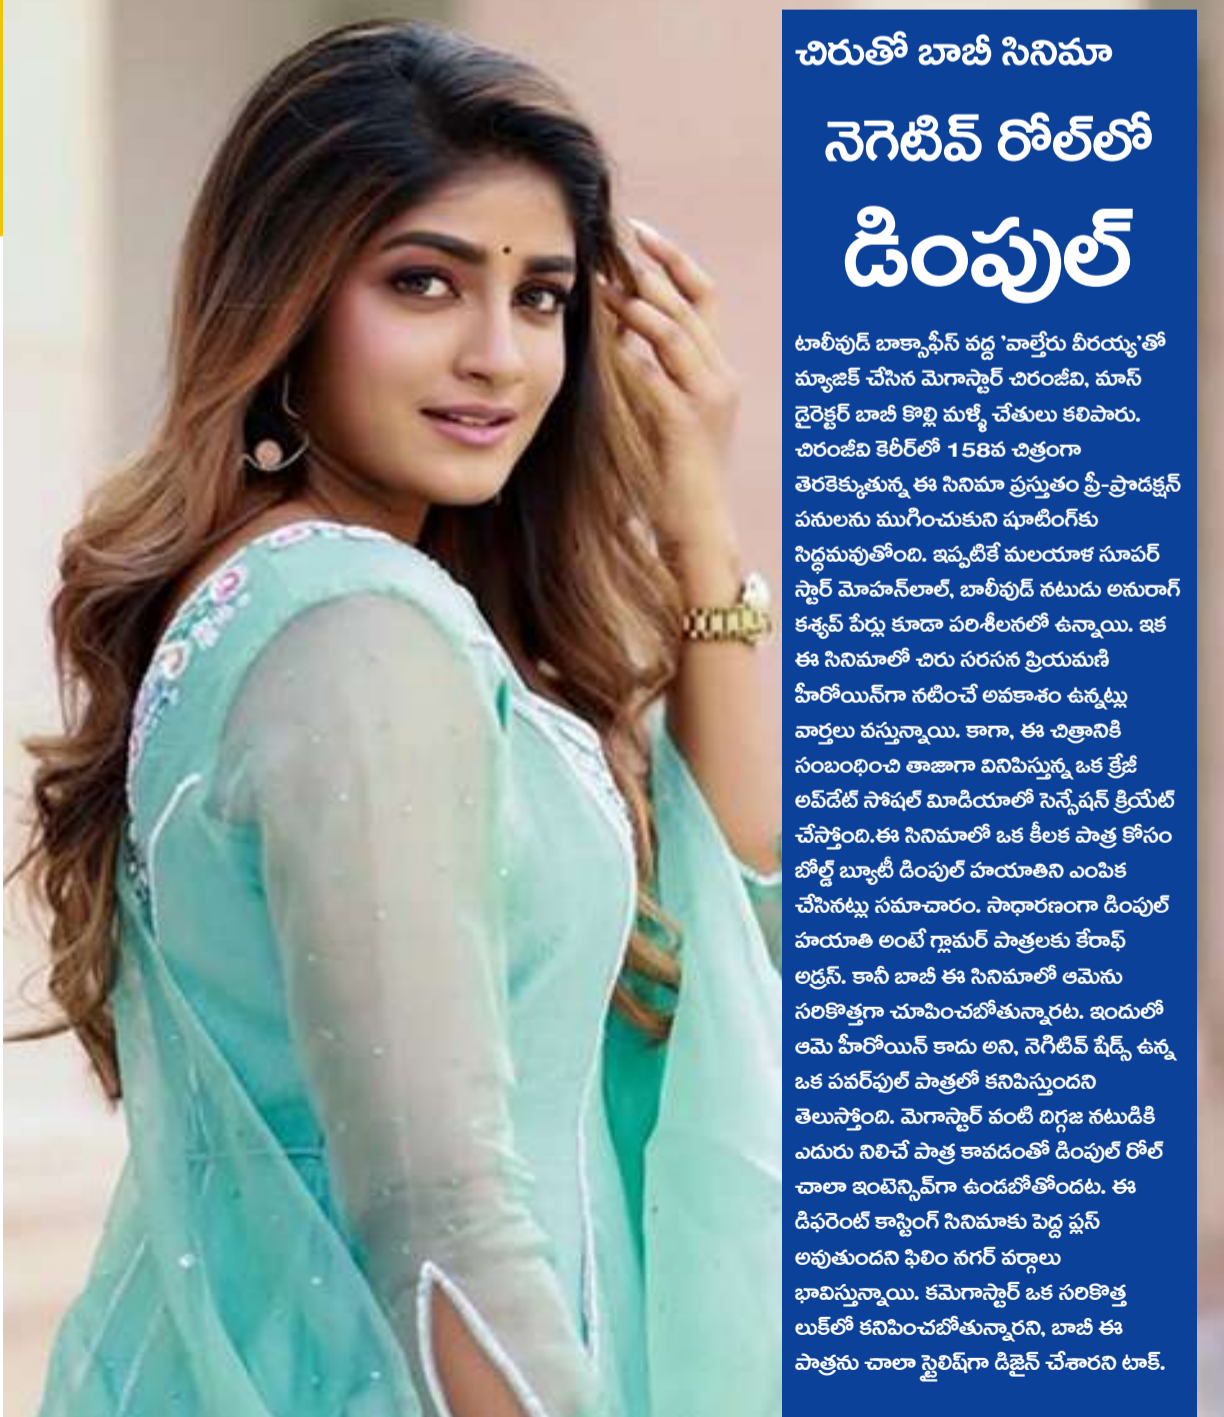 చిరుతో బాబీ సినిమా
నెగెటివ్ రోల్‌లో
డింపుల్
టాలీవుడ్ బాక్సాఫీస్ వద్ద 'వాల్తేరు వీరయ్య'తో
మ్యాజిక్ చేసిన మెగాస్టార్ చిరంజీవి, మాస్
డైరెక్టర్ బాబీ కొల్లి మళ్ళీ చేతులు కలిపారు.
చిరంజీవి కెరీర్‌లో 158వ చిత్రంగా
తెరకెక్కుతున్న ఈ సినిమా ప్రస్తుతం ప్రీ-ప్రొడక్షన్
పనులను ముగించుకుని షూటింగ్‌కు
సిద్ధమవుతోంది. ఇప్పటికే మలయాళ సూపర్
స్టార్ మోహన్‌లాల్, బాలీవుడ్ నటుడు అనురాగ్
కశ్యప్ పేర్లు కూడా పరిశీలనలో ఉన్నాయి. ఇక
ఈ సినిమాలో చిరు సరసన ప్రియమణి
హీరోయిన్‌గా నటించే అవకాశం ఉన్నట్లు
వార్తలు వస్తున్నాయి. కాగా, ఈ చిత్రానికి
సంబంధించి తాజాగా వినిపిస్తున్న ఒక క్రేజీ
అప్‌డేట్ సోషల్ మీడియాలో సెన్సేషన్ క్రియేట్
చేస్తోంది.ఈ సినిమాలో ఒక కీలక పాత్ర కోసం
బోల్డ్ బ్యూటీ డింపుల్ హయాతిని ఎంపిక
చేసినట్లు సమాచారం. సాధారణంగా డింపుల్
హయాతి అంటే గ్లామర్ పాత్రలకు కేరాఫ్
అడ్రస్. కానీ బాబీ ఈ సినిమాలో ఆమెను
సరికొత్తగా చూపించబోతున్నారట. ఇందులో
ఆమె హీరోయిన్ కాదు అని, నెగిటివ్ షేడ్స్ ఉన్న
ఒక పవర్‌ఫుల్ పాత్రలో కనిపిస్తుందని
తెలుస్తోంది. మెగాస్టార్ వంటి దిగ్గజ నటుడికి
ఎదురు నిలిచే పాత్ర కావడంతో డింపుల్ రోల్
చాలా ఇంటెన్సివ్‌గా ఉండబోతోందట. ఈ
డిఫరెంట్ కాస్టింగ్ సినిమాకు పెద్ద ప్లస్
అవుతుందని ఫిలిం నగర్ వర్గాలు
భావిస్తున్నాయి. కమెగాస్టార్ ఒక సరికొత్త
లుక్‌లో కనిపించబోతున్నారని, బాబీ ఈ
పాత్రను చాలా స్టైలిష్‌గా డిజైన్ చేశారని టాక్.